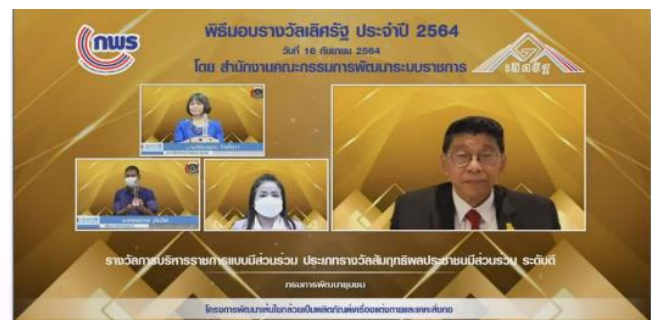 กพร
พิธีมอบรางวัลเลิศรัฐ ประจำปี 2564
วันที่ 16 กันยายน 2564
โดย สำนักงานคณะกรรมการพัฒนาระบบราชการ
เลิศรัฐ
รางวัลการบริหารราชการแบบมีส่วนร่วม ประเภทรางวัลสัมฤทธิผลประชาชนมีส่วนร่วม ระดับดี
กรมการพัฒนาชุมชน
โครงการพัฒนาเส้นใยกล้วยเป็นผลิตภัณฑ์เครื่องแต่งกายและเคหะสิ่งทอ